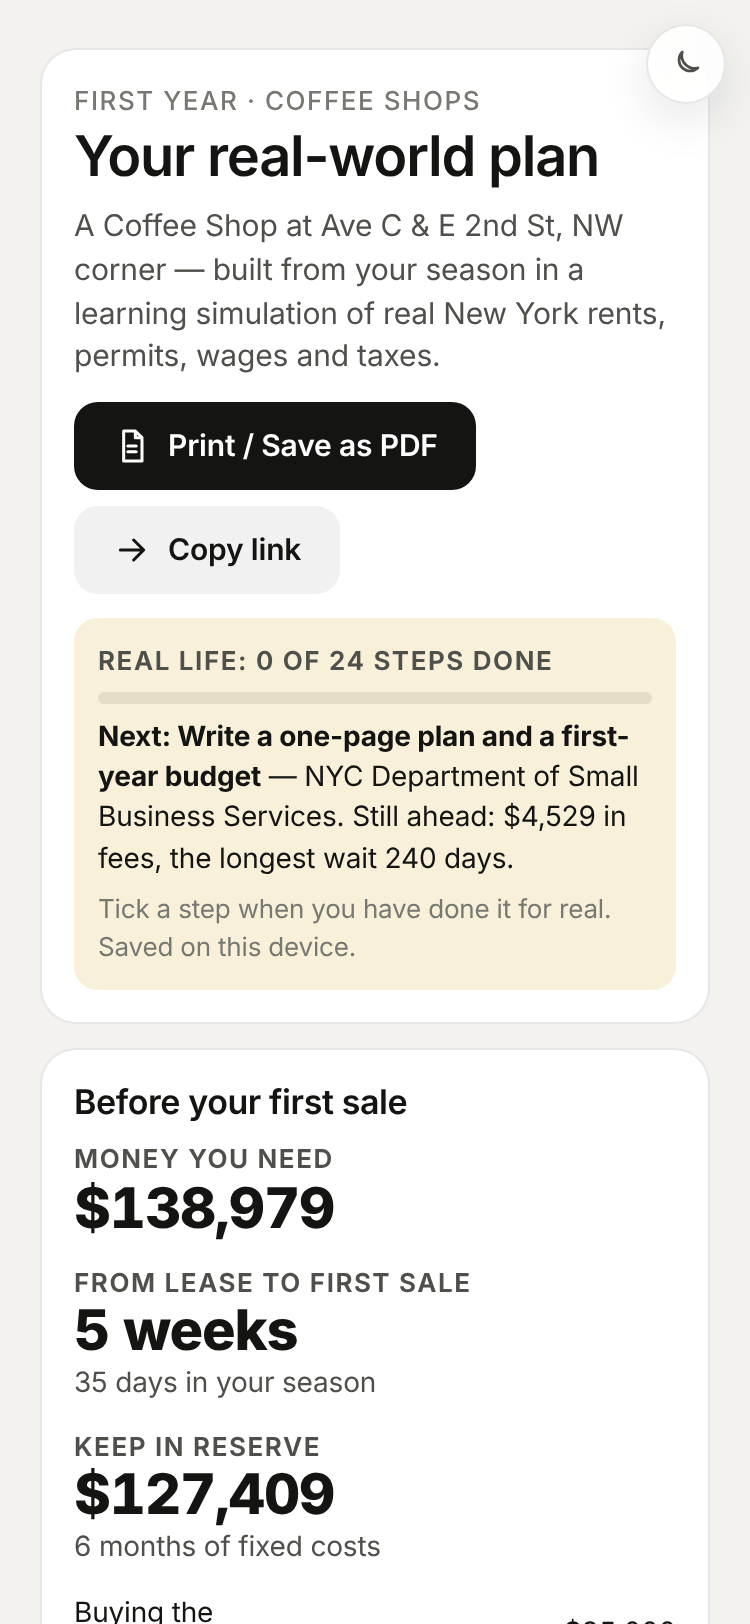 FIRST YEAR · COFFEE SHOPS
Your real-world plan
A Coffee Shop at Ave C & E 2nd St, NW
corner — built from your season in a
learning simulation of real New York rents,
permits, wages and taxes.
Print / Save as PDF
Copy link
REAL LIFE: 0 OF 24 STEPS DONE
Next: Write a one-page plan and a first-
year budget — NYC Department of Small
Business Services. Still ahead: $4,529 in
fees, the longest wait 240 days.
Tick a step when you have done it for real.
Saved on this device.
Before your first sale
MONEY YOU NEED
$138,979
FROM LEASE TO FIRST SALE
5 weeks
35 days in your season
KEEP IN RESERVE
$127,409
6 months of fixed costs
Buying the